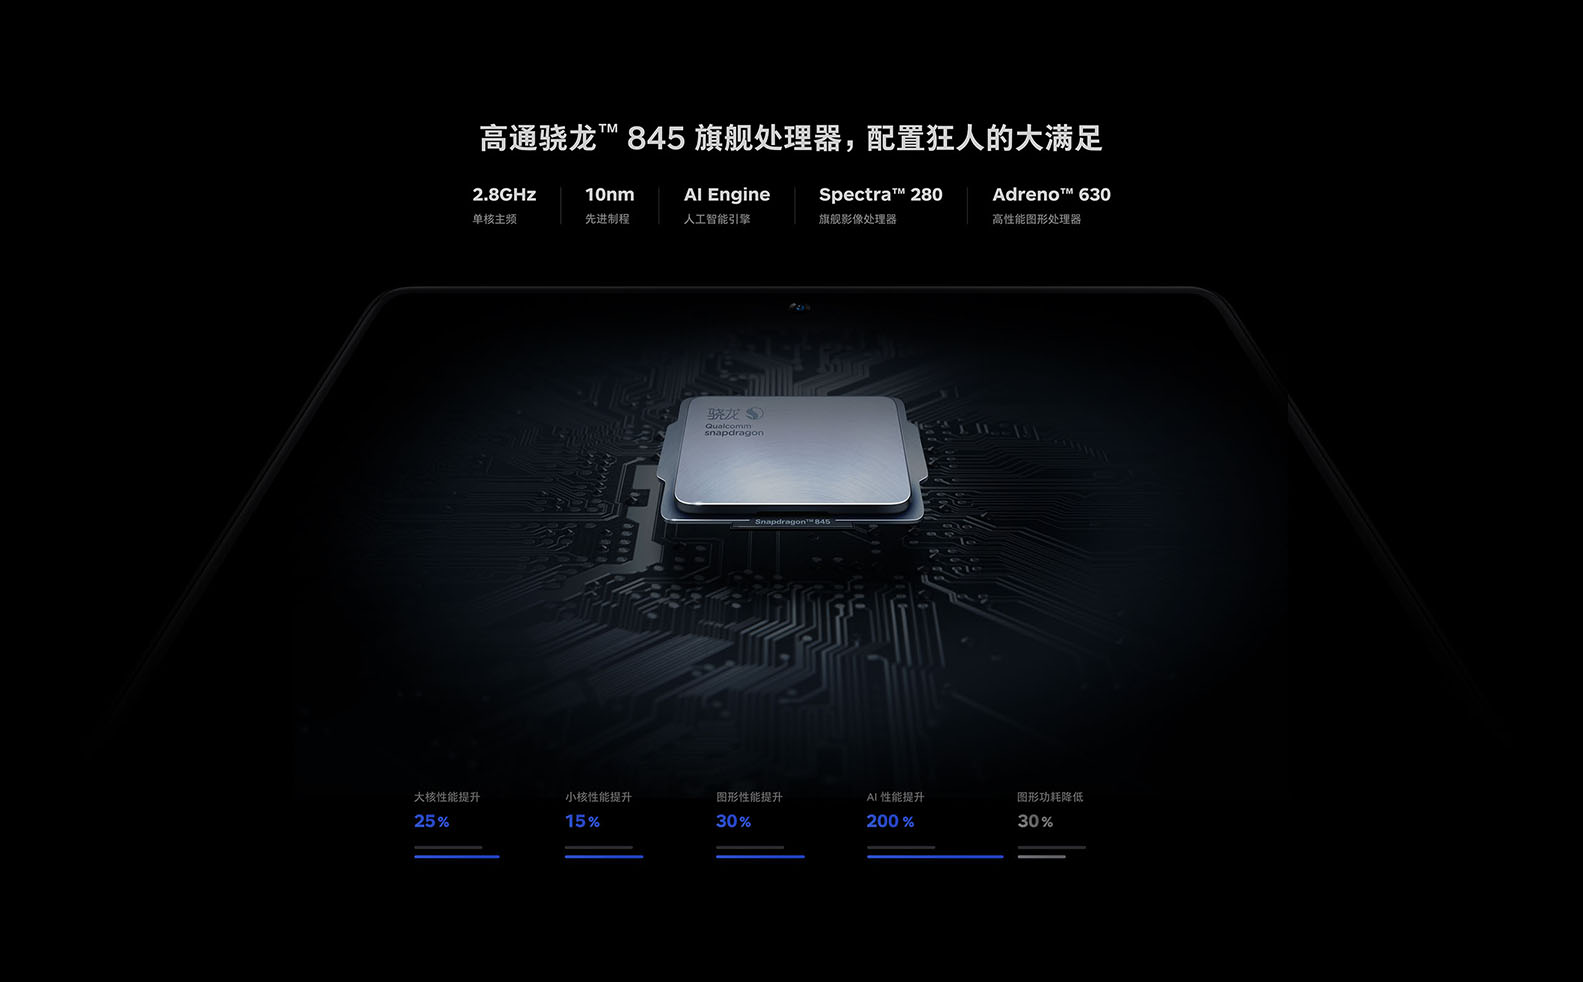 高通骁龙™ 845 旗舰处理器，配置狂人的大满足
2.8GHz
单核主频
10nm
先进制程
AI Engine
人工智能引擎
Spectra™ 280
旗舰影像处理器
Adreno™ 630
高性能图形处理器
骁龙
Qualcomm
snapdragon
Snapdragon™ 845
大核性能提升
25%
小核性能提升
15%
图形性能提升
30%
AI 性能提升
200 %
图形功耗降低
30%